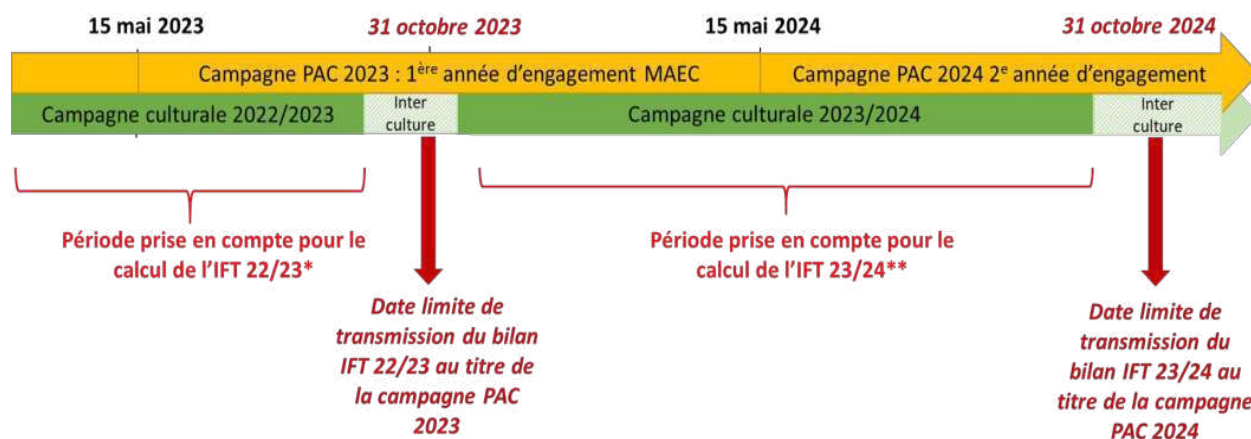 15 mai 2023
31 octobre 2023
15 mai 2024
31 octobre 2024
Campagne PAC 2023 : 1ère année d'engagement MAEC
Campagne PAC 2024 2e année d'engagement
Campagne culturale 2022/2023
Inter
culture
Campagne culturale 2023/2024
Inter
culture
Période prise en compte pour le
calcul de l'IFT 22/23*
Période prise en compte pour le
calcul de l'IFT 23/24**
Date limite de
transmission du bilan
IFT 22/23 au titre de
la campagne PAC
2023
Date limite de
transmission du
bilan IFT 23/24 au
titre de la campagne
PAC 2024